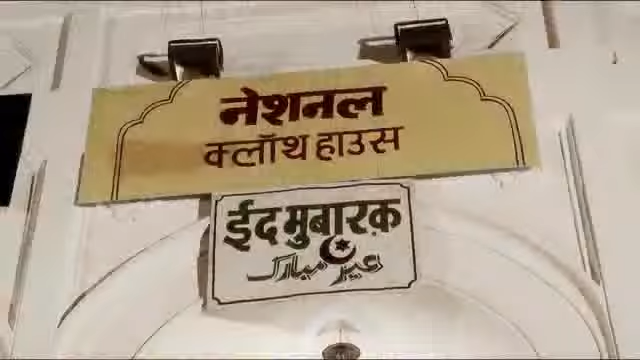 नेशनल
क्लॉथ हाउस
ईद मुबारक़
عید مبارک